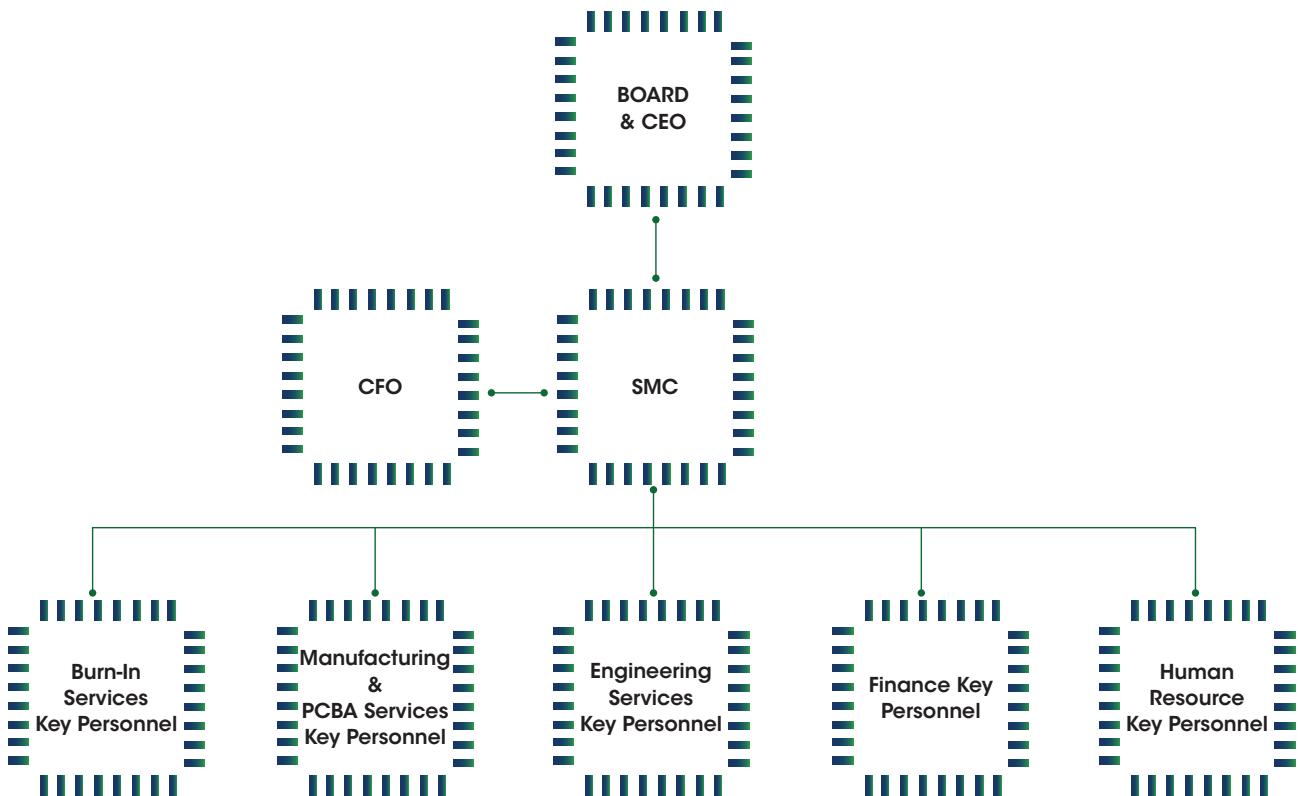 BOARD
& CEO
CFO
SMC
Burn-In
Services
Key Personnel
Manufacturing
&
PCBA Services
Key Personnel
Engineering
Services
Key Personnel
Finance Key
Personnel
Human
Resource
Key Personnel